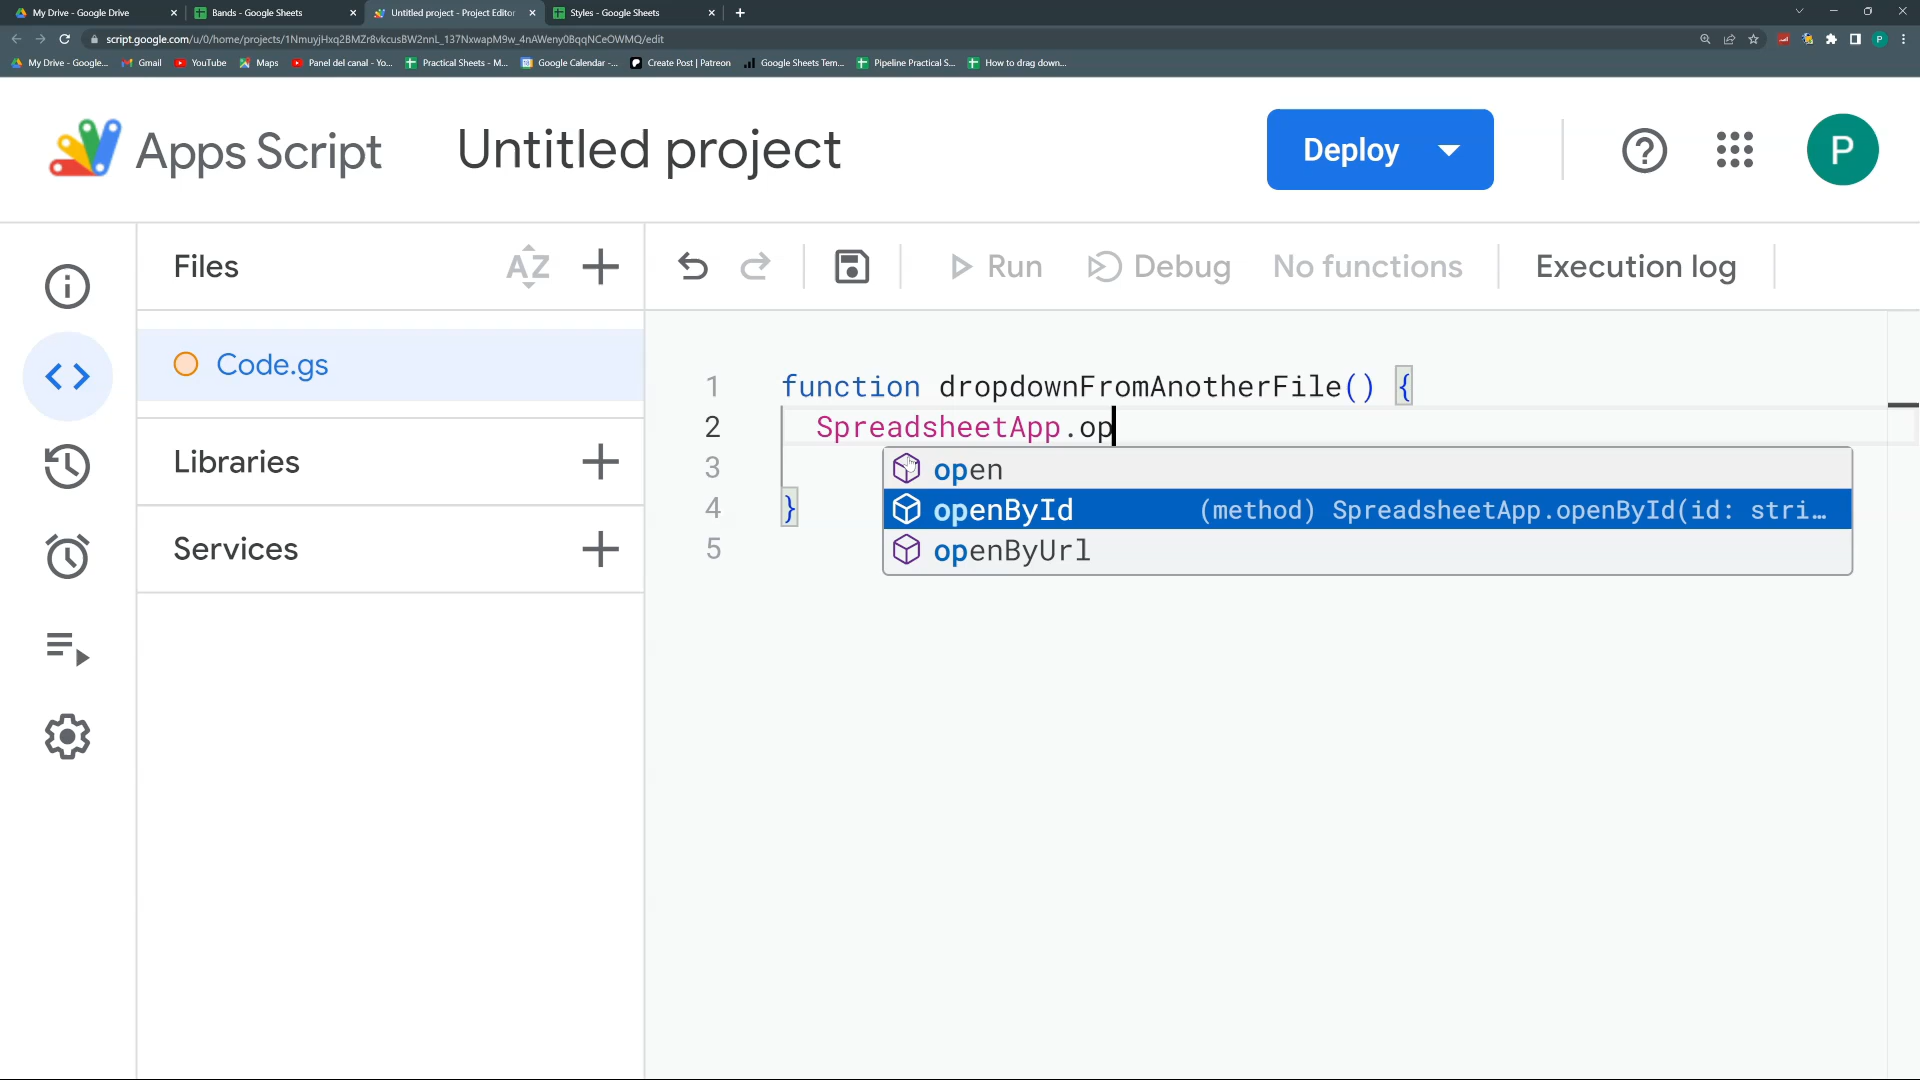 My Drive - Google Drive
Bands - Google Sheets
Untitled project - Project Editor
Styles - Google Sheets
script.google.com/u/0/home/projects/1NmuyjHxq2BMZr8vkcusBW2nnL_137NxwapM9w_4nAWeny0BqqNCeOWMQ/edit
P
My Drive - Google...
Gmail
YouTube
Maps
Panel del canal - Yo...
Practical Sheets - M...
Google Calendar -...
Create Post | Patreon
Google Sheets Tem...
Pipeline Practical S...
How to drag down...
Apps Script
Untitled project
Deploy
P
Files
AZ
Run
Debug
No functions
Execution log
Code.gs
Libraries
Services
1 function dropdownFromAnotherFile() {
2 SpreadsheetApp.op
3
4 }
5
open
openById (method) SpreadsheetApp.openById(id: stri…
openByUrl